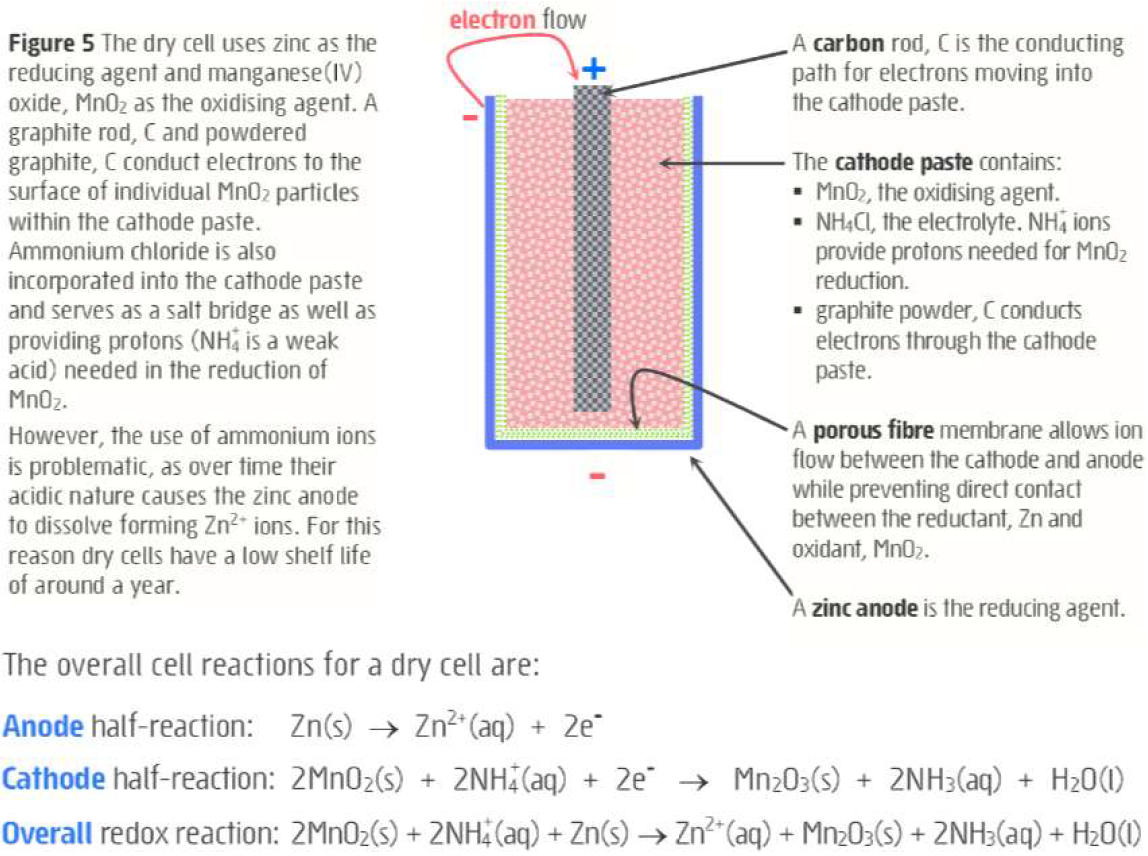 electron flow
Figure 5 The dry cell uses zinc as the
reducing agent and manganese(IV)
oxide, MnO₂ as the oxidising agent. A
graphite rod, C and powdered
graphite, C conduct electrons to the
surface of individual MnO₂ particles
within the cathode paste.
Ammonium chloride is also
incorporated into the cathode paste
and serves as a salt bridge as well as
providing protons (NH₄⁺ is a weak
acid) needed in the reduction of
MnO₂.
However, the use of ammonium ions
is problematic, as over time their
acidic nature causes the zinc anode
to dissolve forming Zn²⁺ ions. For this
reason dry cells have a low shelf life
of around a year.
+
-
-
A carbon rod, C is the conducting
path for electrons moving into
the cathode paste.
The cathode paste contains:
▪ MnO₂, the oxidising agent.
▪ NH₄Cl, the electrolyte. NH₄⁺ ions
provide protons needed for MnO₂
reduction.
▪ graphite powder, C conducts
electrons through the cathode
paste.
A porous fibre membrane allows ion
flow between the cathode and anode
while preventing direct contact
between the reductant, Zn and
oxidant, MnO₂.
A zinc anode is the reducing agent.
The overall cell reactions for a dry cell are:
Anode half-reaction: Zn(s) → Zn²⁺(aq) + 2e⁻
Cathode half-reaction: 2MnO₂(s) + 2NH₄⁺(aq) + 2e⁻ → Mn₂O₃(s) + 2NH₃(aq) + H₂O(l)
Overall redox reaction: 2MnO₂(s) + 2NH₄⁺(aq) + Zn(s) → Zn²⁺(aq) + Mn₂O₃(s) + 2NH₃(aq) + H₂O(l)